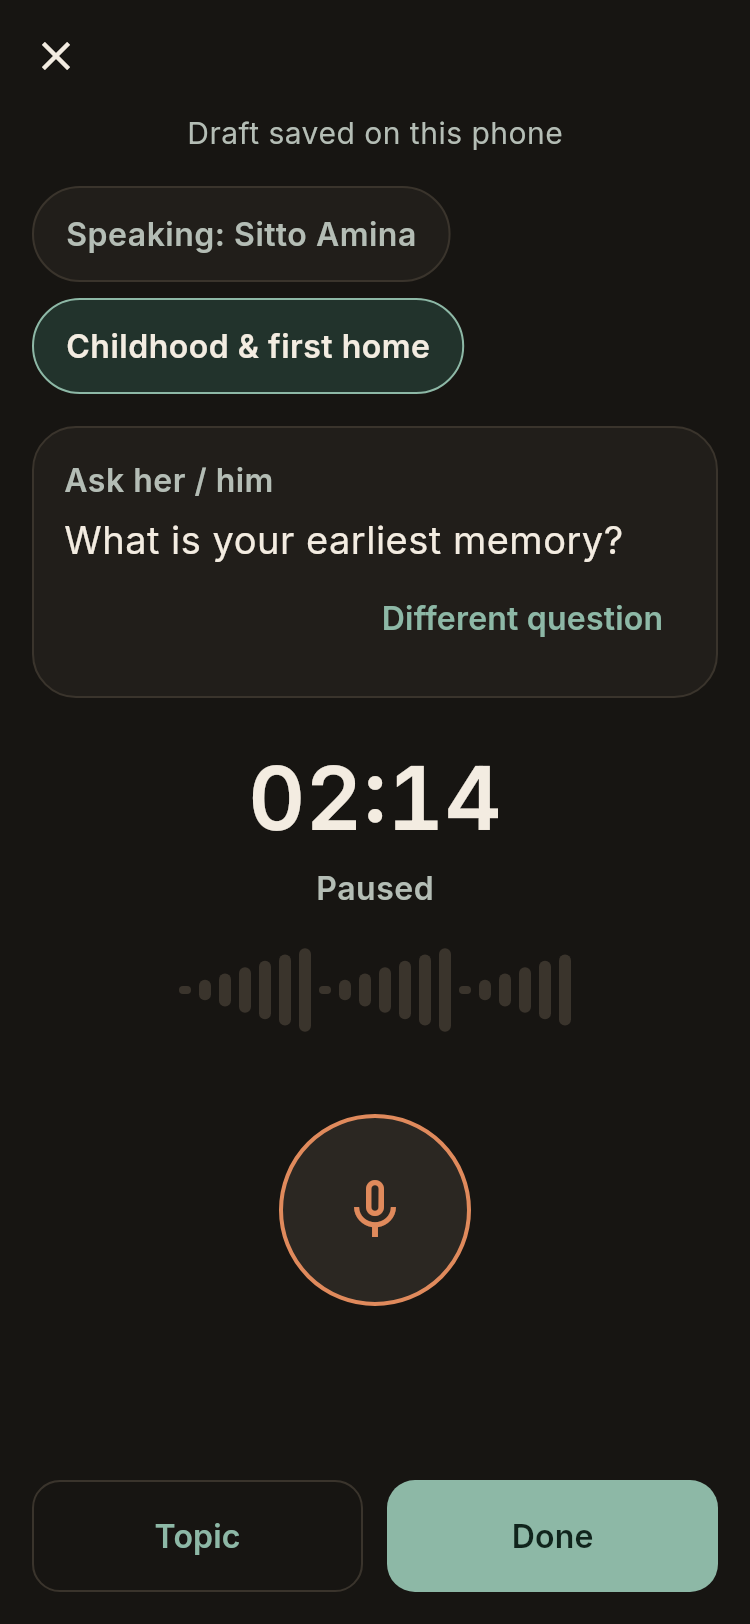 Draft saved on this phone
Speaking: Sitto Amina
Childhood & first home
Ask her / him
What is your earliest memory?
Different question
02:14
Paused
Topic
Done